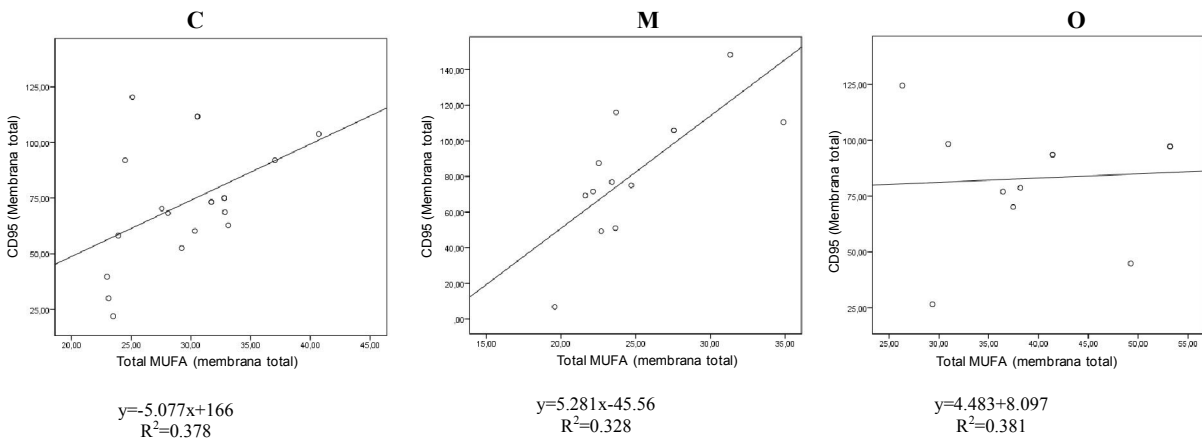 C
M
O
CD95 (Membrana total)
125,00
100,00
75,00
50,00
25,00
20,00 25,00 30,00 35,00 40,00 45,00
Total MUFA (membrana total)
CD95 (Membrana total)
140,00
120,00
100,00
80,00
60,00
40,00
20,00
,00
15,00 20,00 25,00 30,00 35,00
Total MUFA (membrana total)
CD95 (Membrana total)
125,00
100,00
75,00
50,00
25,00
25,00 30,00 35,00 40,00 45,00 50,00 55,00
Total MUFA (membrana total)
y=-5.077x+166
R²=0.378
y=5.281x-45.56
R²=0.328
y=4.483+8.097
R²=0.381